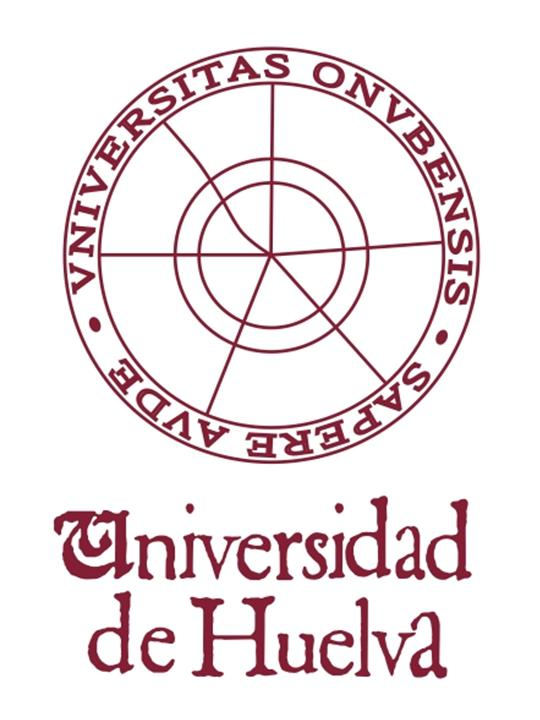 VNIVERSITAS ONVBENSIS • SAPERE AVDE •
Universidad
de Huelva